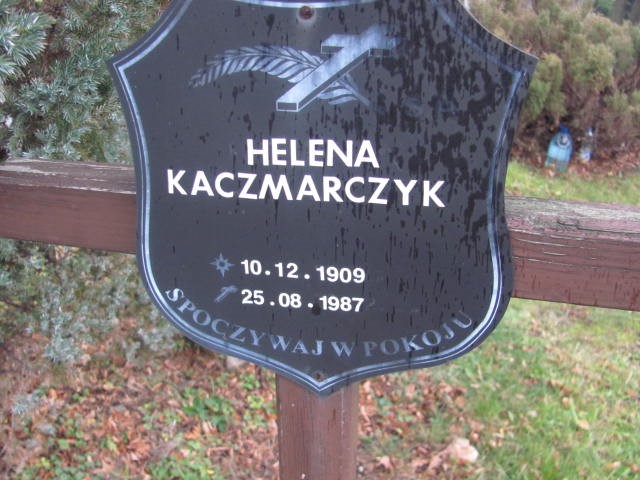 HELENA
KACZMARCZYK
10.12.1909
25.08.1987
SPOCZYWAJ W POKOJU